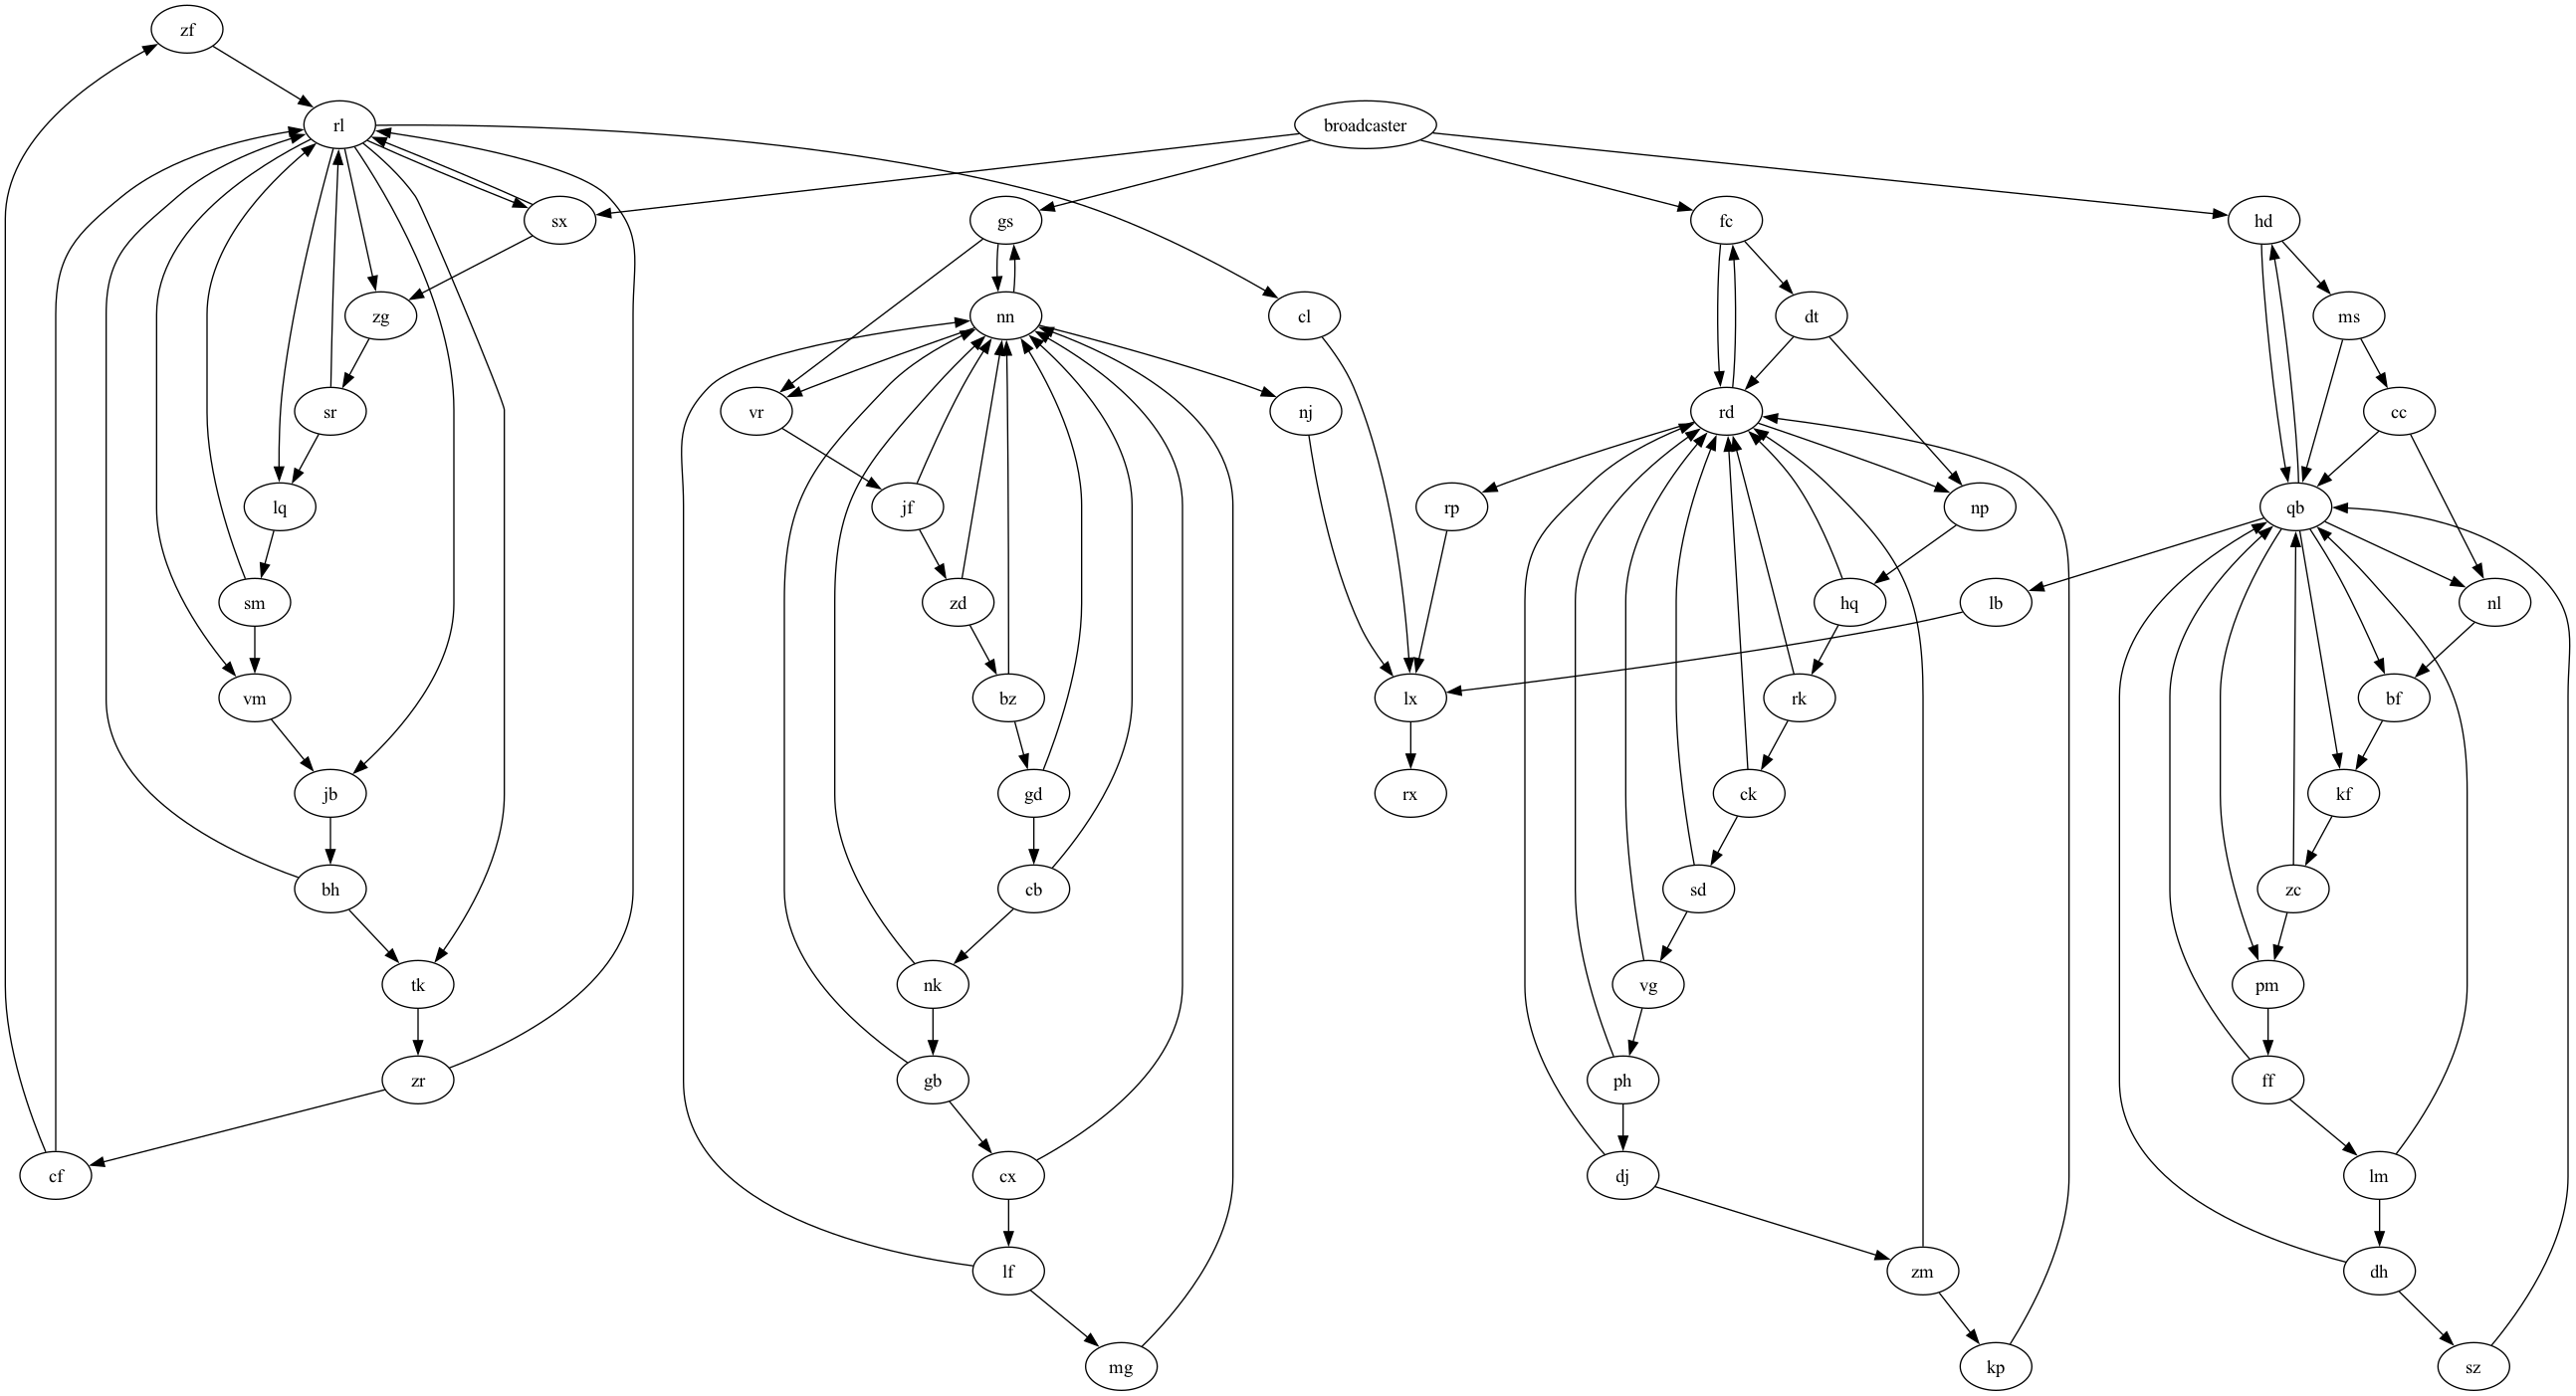 zf
rl
broadcaster
sx
gs
fc
hd
zg
nn
cl
dt
ms
sr
vr
nj
rd
cc
lq
jf
rp
np
qb
sm
zd
hq
lb
nl
vm
bz
lx
rk
bf
jb
gd
rx
ck
kf
bh
cb
sd
zc
tk
nk
vg
pm
zr
gb
ph
ff
cf
cx
dj
lm
lf
zm
dh
mg
kp
sz